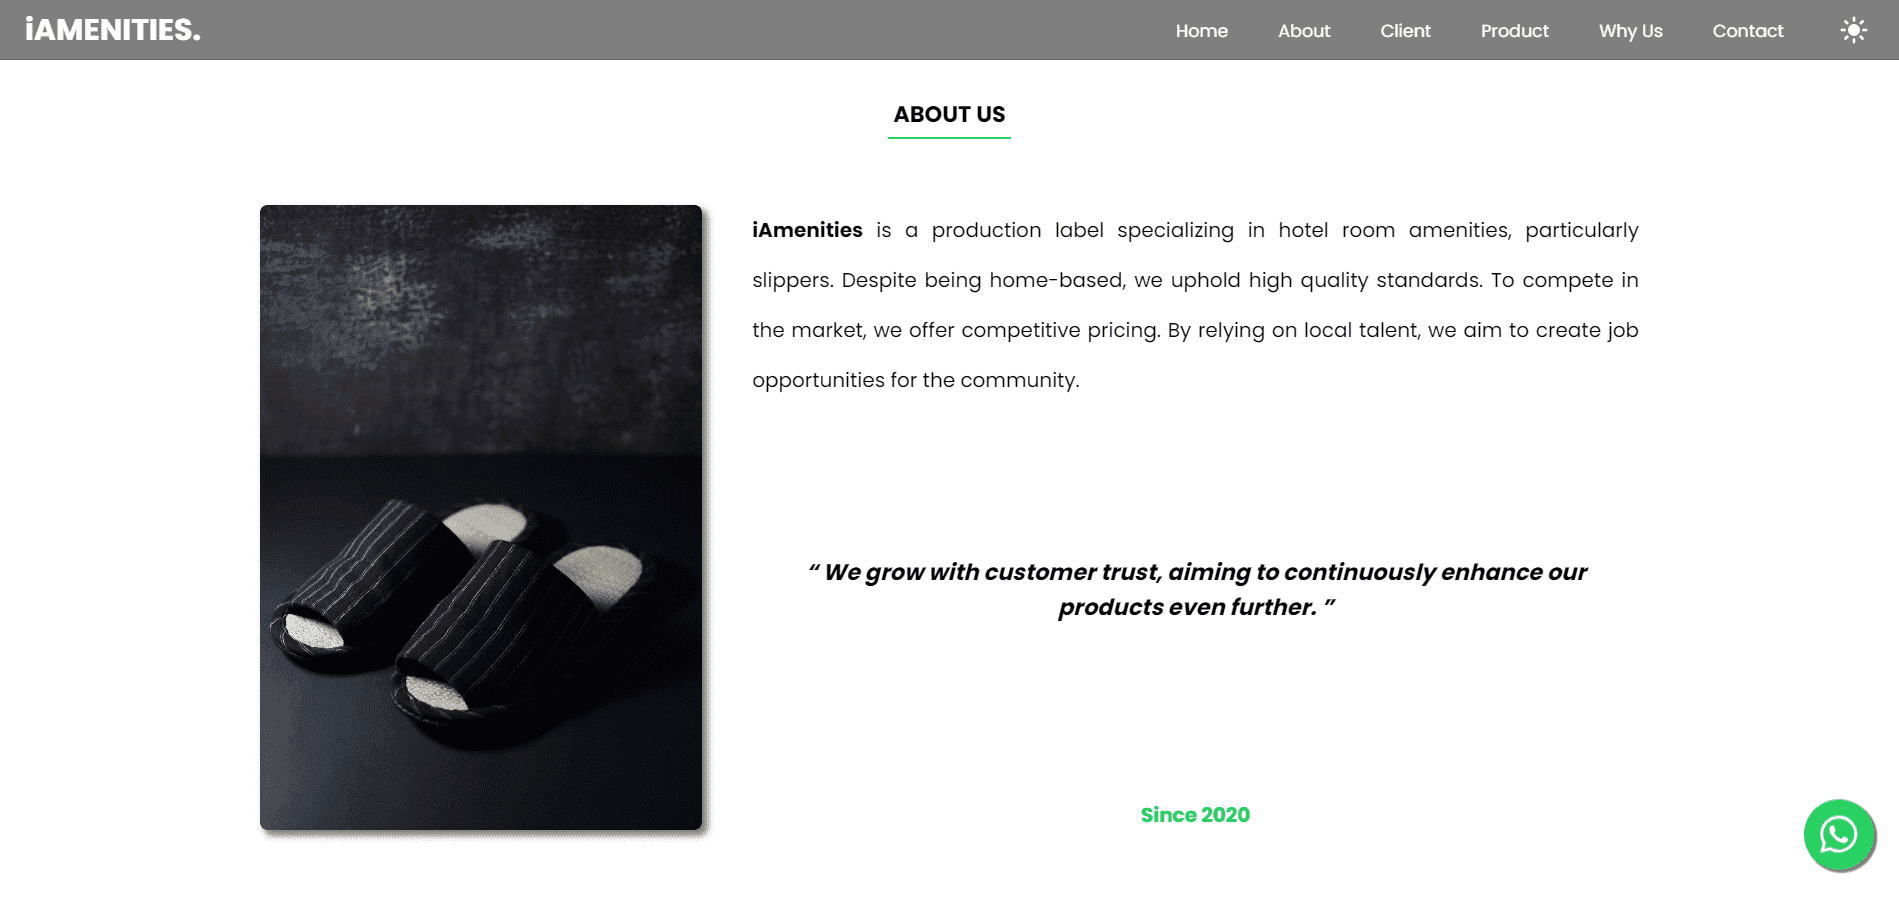 iAMENITIES.
Home About Client Product Why Us Contact
ABOUT US
iAmenities is a production label specializing in hotel room amenities, particularly
slippers. Despite being home-based, we uphold high quality standards. To compete in
the market, we offer competitive pricing. By relying on local talent, we aim to create job
opportunities for the community.
“ We grow with customer trust, aiming to continuously enhance our
products even further. ”
Since 2020